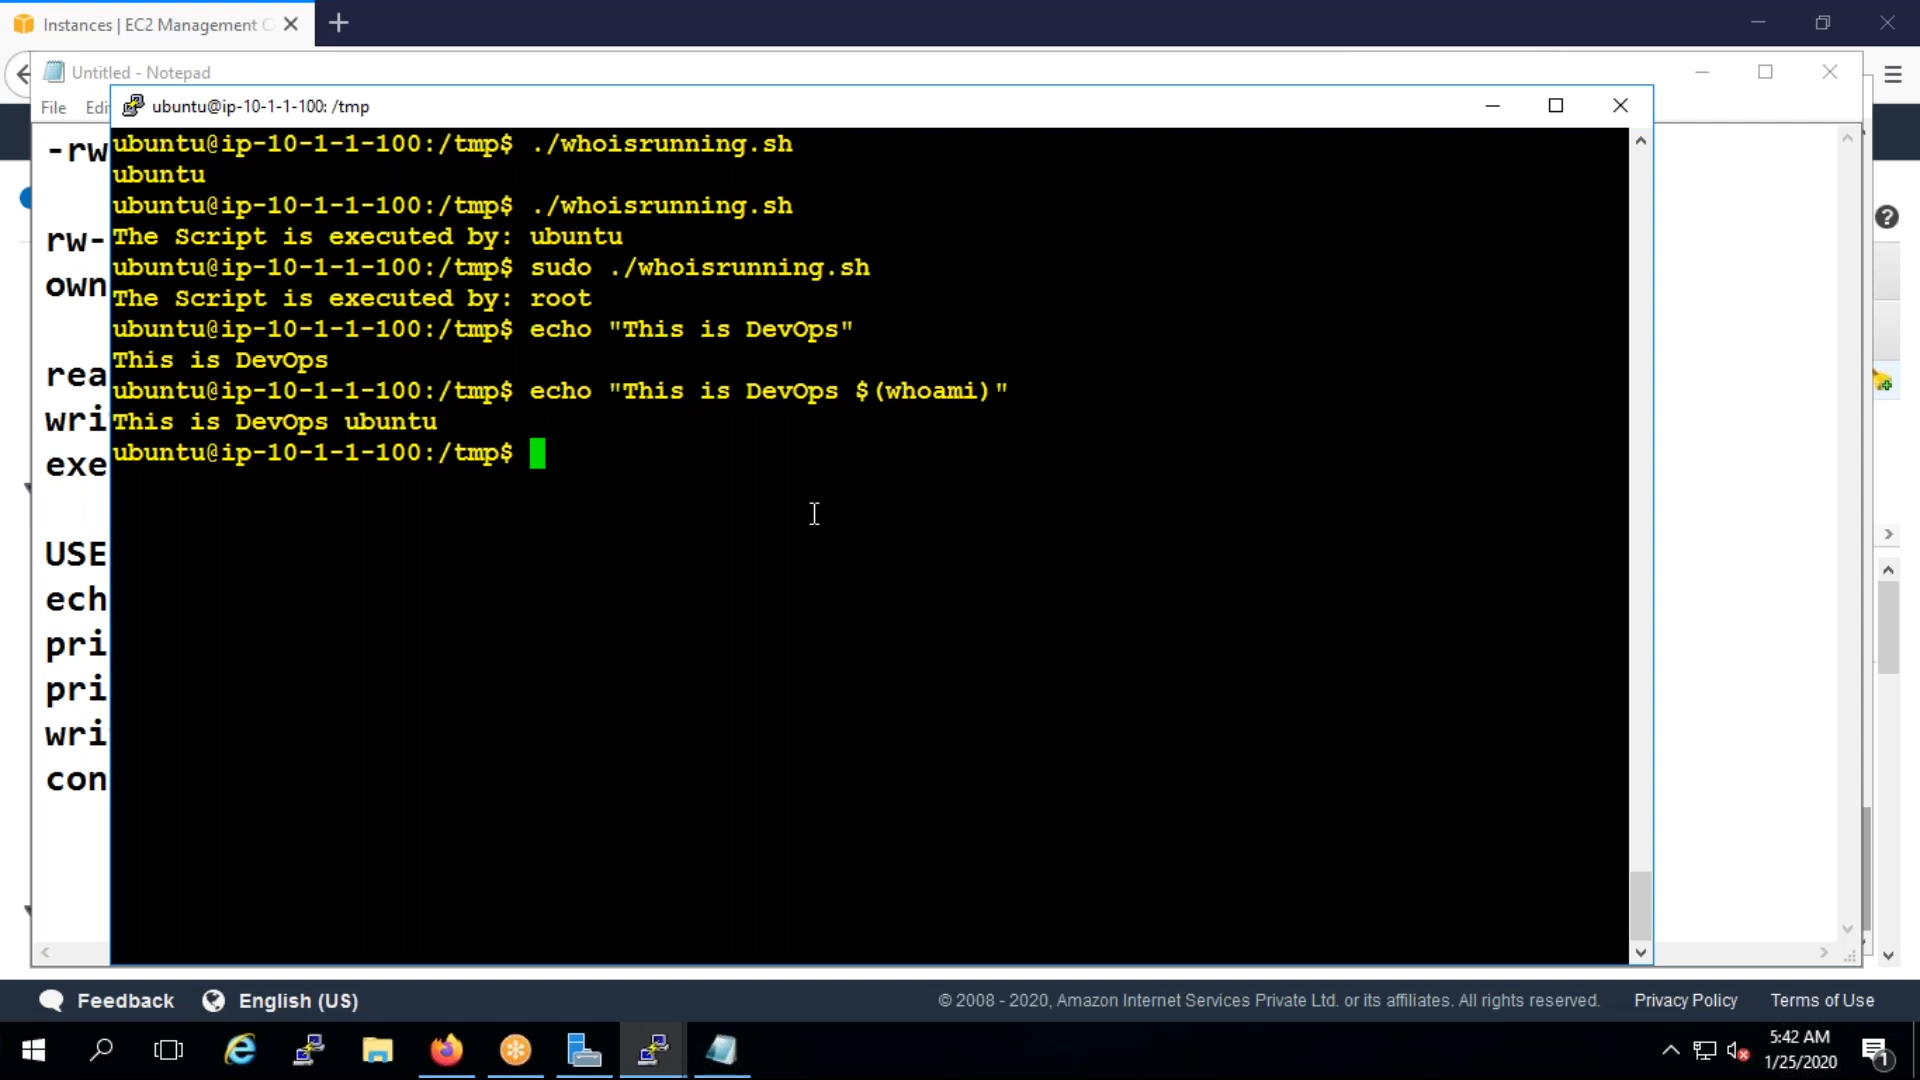 Instances | EC2 Management C
Untitled - Notepad
File Edi
ubuntu@ip-10-1-1-100: /tmp
-rw
rw-
own
rea
wri
exe
USE
ech
pri
pri
wri
con
ubuntu@ip-10-1-1-100:/tmp$ ./whoisrunning.sh
ubuntu
ubuntu@ip-10-1-1-100:/tmp$ ./whoisrunning.sh
The Script is executed by: ubuntu
ubuntu@ip-10-1-1-100:/tmp$ sudo ./whoisrunning.sh
The Script is executed by: root
ubuntu@ip-10-1-1-100:/tmp$ echo "This is DevOps"
This is DevOps
ubuntu@ip-10-1-1-100:/tmp$ echo "This is DevOps $(whoami)"
This is DevOps ubuntu
ubuntu@ip-10-1-1-100:/tmp$
Feedback English (US) © 2008 - 2020, Amazon Internet Services Private Ltd. or its affiliates. All rights reserved. Privacy Policy Terms of Use
5:42 AM
1/25/2020
1